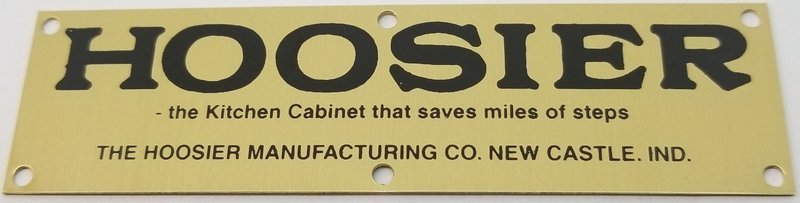 HOOSIER
- the Kitchen Cabinet that saves miles of steps
THE HOOSIER MANUFACTURING CO. NEW CASTLE. IND.